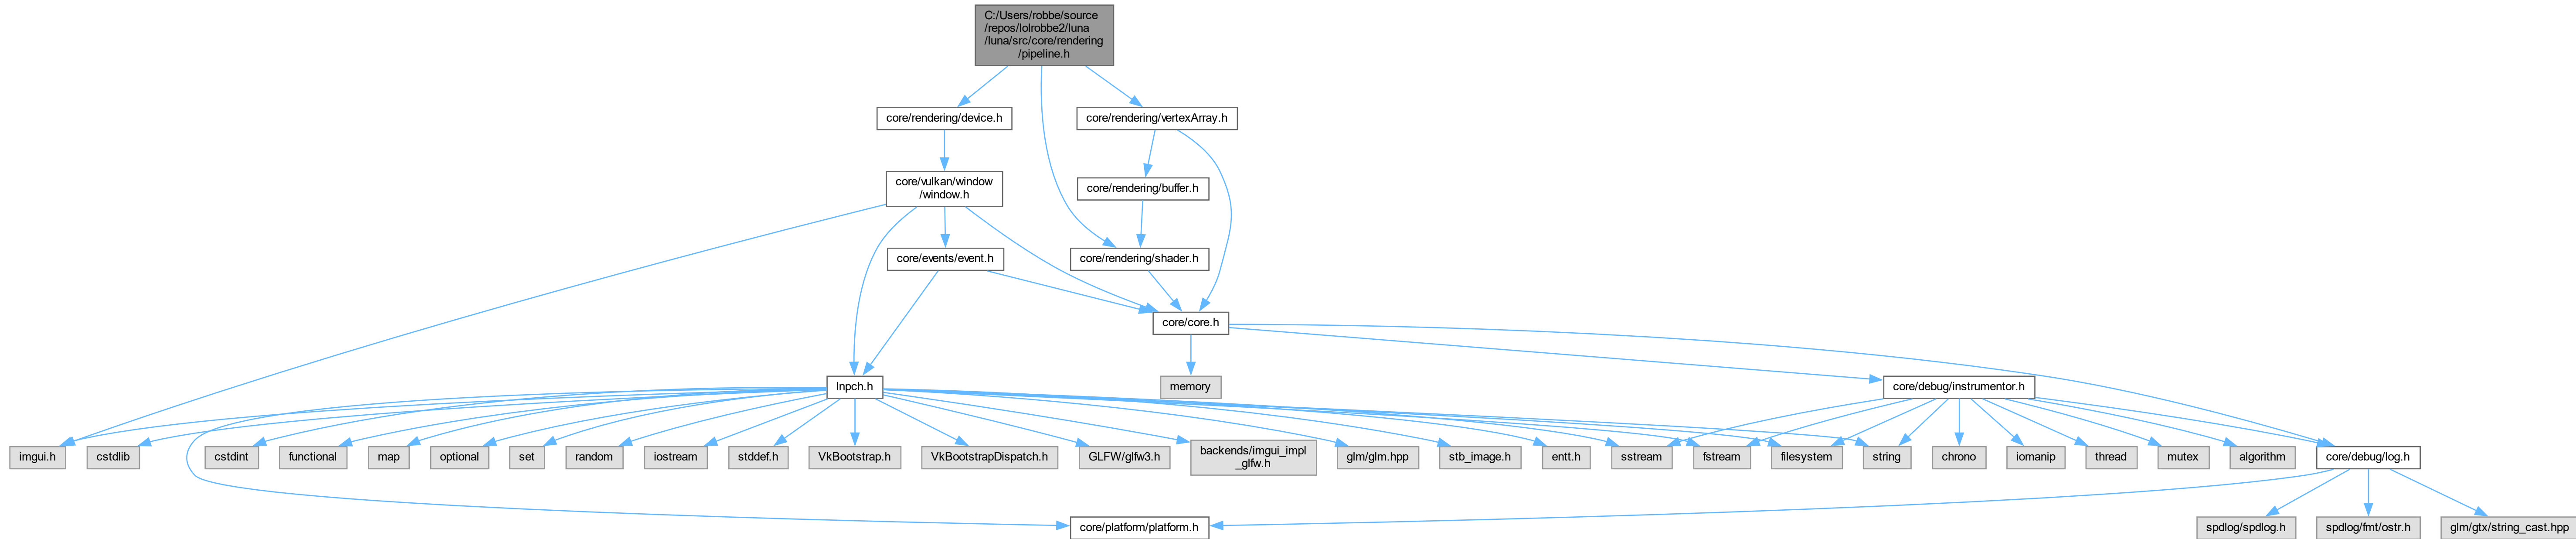 C:/Users/robbe/source
/repos/lolrobbe2/luna
/luna/src/core/rendering
/pipeline.h
core/rendering/device.h
core/rendering/vertexArray.h
core/vulkan/window
/window.h
core/rendering/buffer.h
core/events/event.h
core/rendering/shader.h
core/core.h
lnpch.h
memory
core/debug/instrumentor.h
imgui.h
cstdlib
cstdint
functional
map
optional
set
random
iostream
stddef.h
VkBootstrap.h
VkBootstrapDispatch.h
GLFW/glfw3.h
backends/imgui_impl
_glfw.h
glm/glm.hpp
stb_image.h
entt.h
sstream
fstream
filesystem
string
chrono
iomanip
thread
mutex
algorithm
core/debug/log.h
core/platform/platform.h
spdlog/spdlog.h
spdlog/fmt/ostr.h
glm/gtx/string_cast.hpp